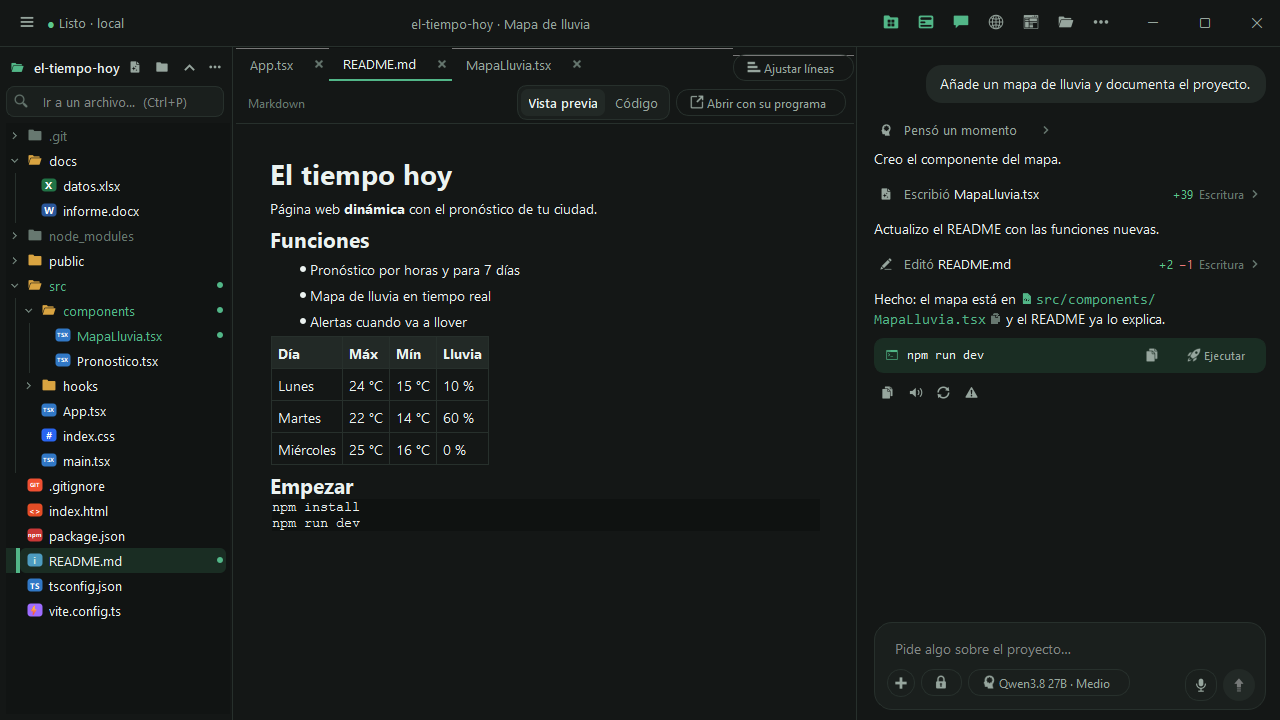 Listo · local
el-tiempo-hoy · Mapa de lluvia
el-tiempo-hoy
Ir a un archivo... (Ctrl+P)
.git
docs
datos.xlsx
informe.docx
node_modules
public
src
components
MapaLluvia.tsx
Pronostico.tsx
hooks
App.tsx
index.css
main.tsx
.gitignore
index.html
package.json
README.md
tsconfig.json
vite.config.ts
App.tsx
README.md
MapaLluvia.tsx
Ajustar líneas
Markdown
Vista previa
Código
Abrir con su programa
El tiempo hoy
Página web dinámica con el pronóstico de tu ciudad.
Funciones
Pronóstico por horas y para 7 días
Mapa de lluvia en tiempo real
Alertas cuando va a llover
Día Máx Mín Lluvia
Lunes 24 °C 15 °C 10 %
Martes 22 °C 14 °C 60 %
Miércoles 25 °C 16 °C 0 %
Empezar
npm install
npm run dev
Añade un mapa de lluvia y documenta el proyecto.
Pensó un momento
Creo el componente del mapa.
Escribió MapaLluvia.tsx +39 Escritura
Actualizo el README con las funciones nuevas.
Editó README.md +2 −1 Escritura
Hecho: el mapa está en src/components/
MapaLluvia.tsx y el README ya lo explica.
npm run dev
Ejecutar
Pide algo sobre el proyecto...
Qwen3.8 27B · Medio